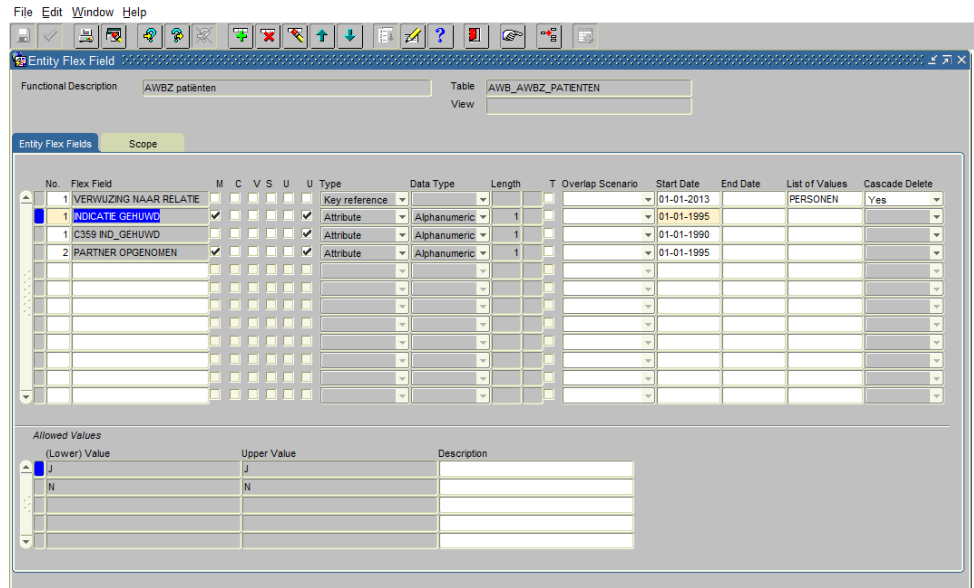 File Edit Window Help
Entity Flex Field
Functional Description AWBZ patiënten Table AWB_AWBZ_PATIENTEN
View
Entity Flex Fields Scope
No. Flex Field M C V S U U Type Data Type Length T Overlap Scenario Start Date End Date List of Values Cascade Delete
1 VERWIJZING NAAR RELATIE Key reference 01-01-2013 PERSONEN Yes
1 INDICATIE GEHUWD Attribute Alphanumeric 1 01-01-1995
1 C359 IND_GEHUWD Attribute Alphanumeric 1 01-01-1990
2 PARTNER OPGENOMEN Attribute Alphanumeric 1 01-01-1995
Allowed Values
(Lower) Value Upper Value Description
J J
N N